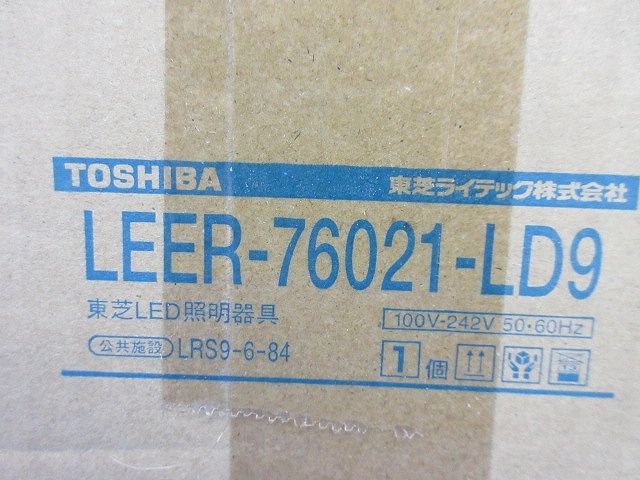 TOSHIBA 東芝ライテック株式会社
LEER-76021-LD9
東芝LED照明器具 100V-242V 50・60Hz
公共施設 LRS9-6-84 1個